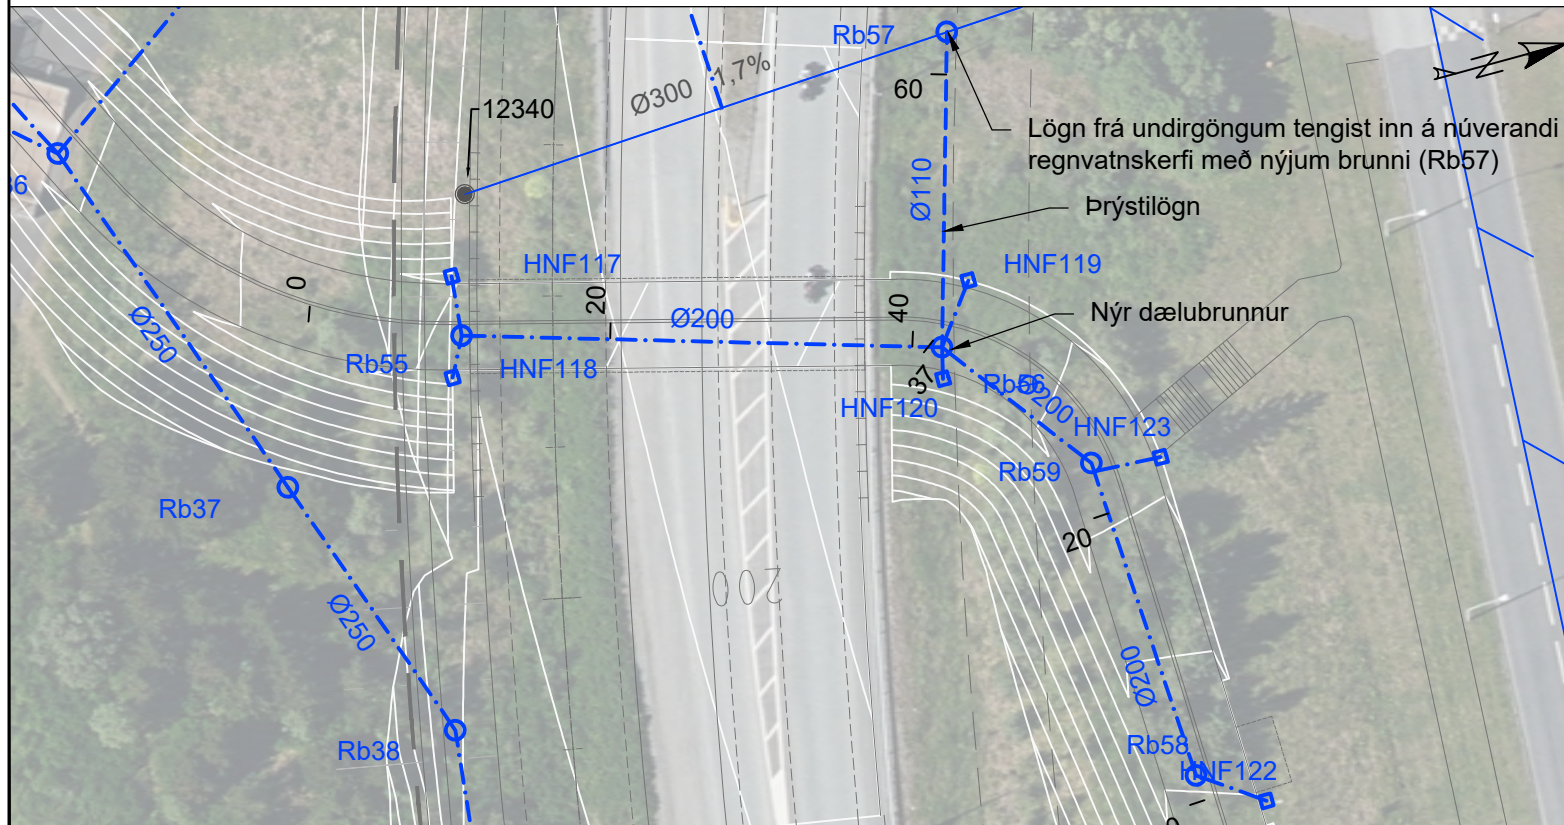 Rb57
Ø300 1,7%
60
12340
Lögn frá undirgöngum tengist inn á núverandi
regnvatnskerfi með nýjum brunni (Rb57)
N
Ø110
Þrýstilögn
HNF117
HNF119
0
20
40
Ø200
Nýr dælubrunnur
Ø250
Rb55
HNF118
37
Rb56
Ø200
HNF120
HNF123
Rb59
Rb37
20
200
Ø250
Ø200
Rb38
Rb58
HNF122